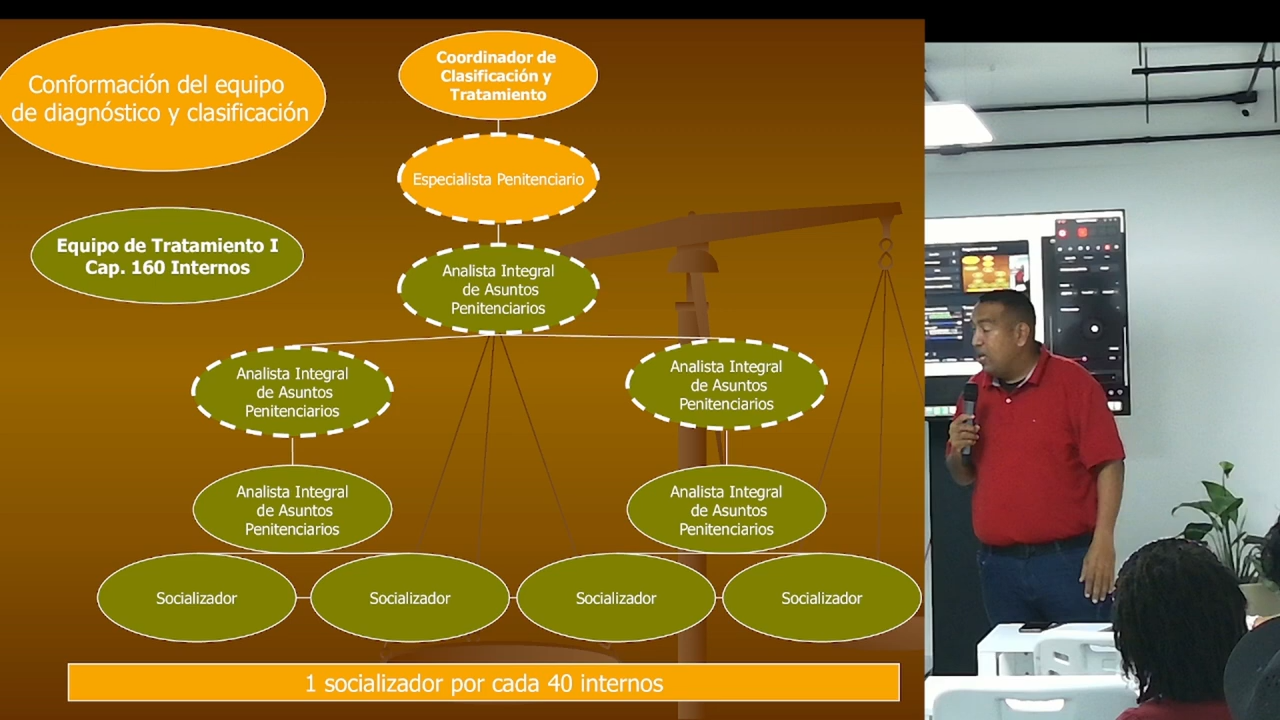 Conformación del equipo
de diagnóstico y clasificación
Coordinador de
Clasificación y
Tratamiento
Especialista Penitenciario
Equipo de Tratamiento I
Cap. 160 Internos
Analista Integral
de Asuntos
Penitenciarios
Analista Integral
de Asuntos
Penitenciarios
Analista Integral
de Asuntos
Penitenciarios
Analista Integral
de Asuntos
Penitenciarios
Analista Integral
de Asuntos
Penitenciarios
Socializador
Socializador
Socializador
Socializador
1 socializador por cada 40 internos